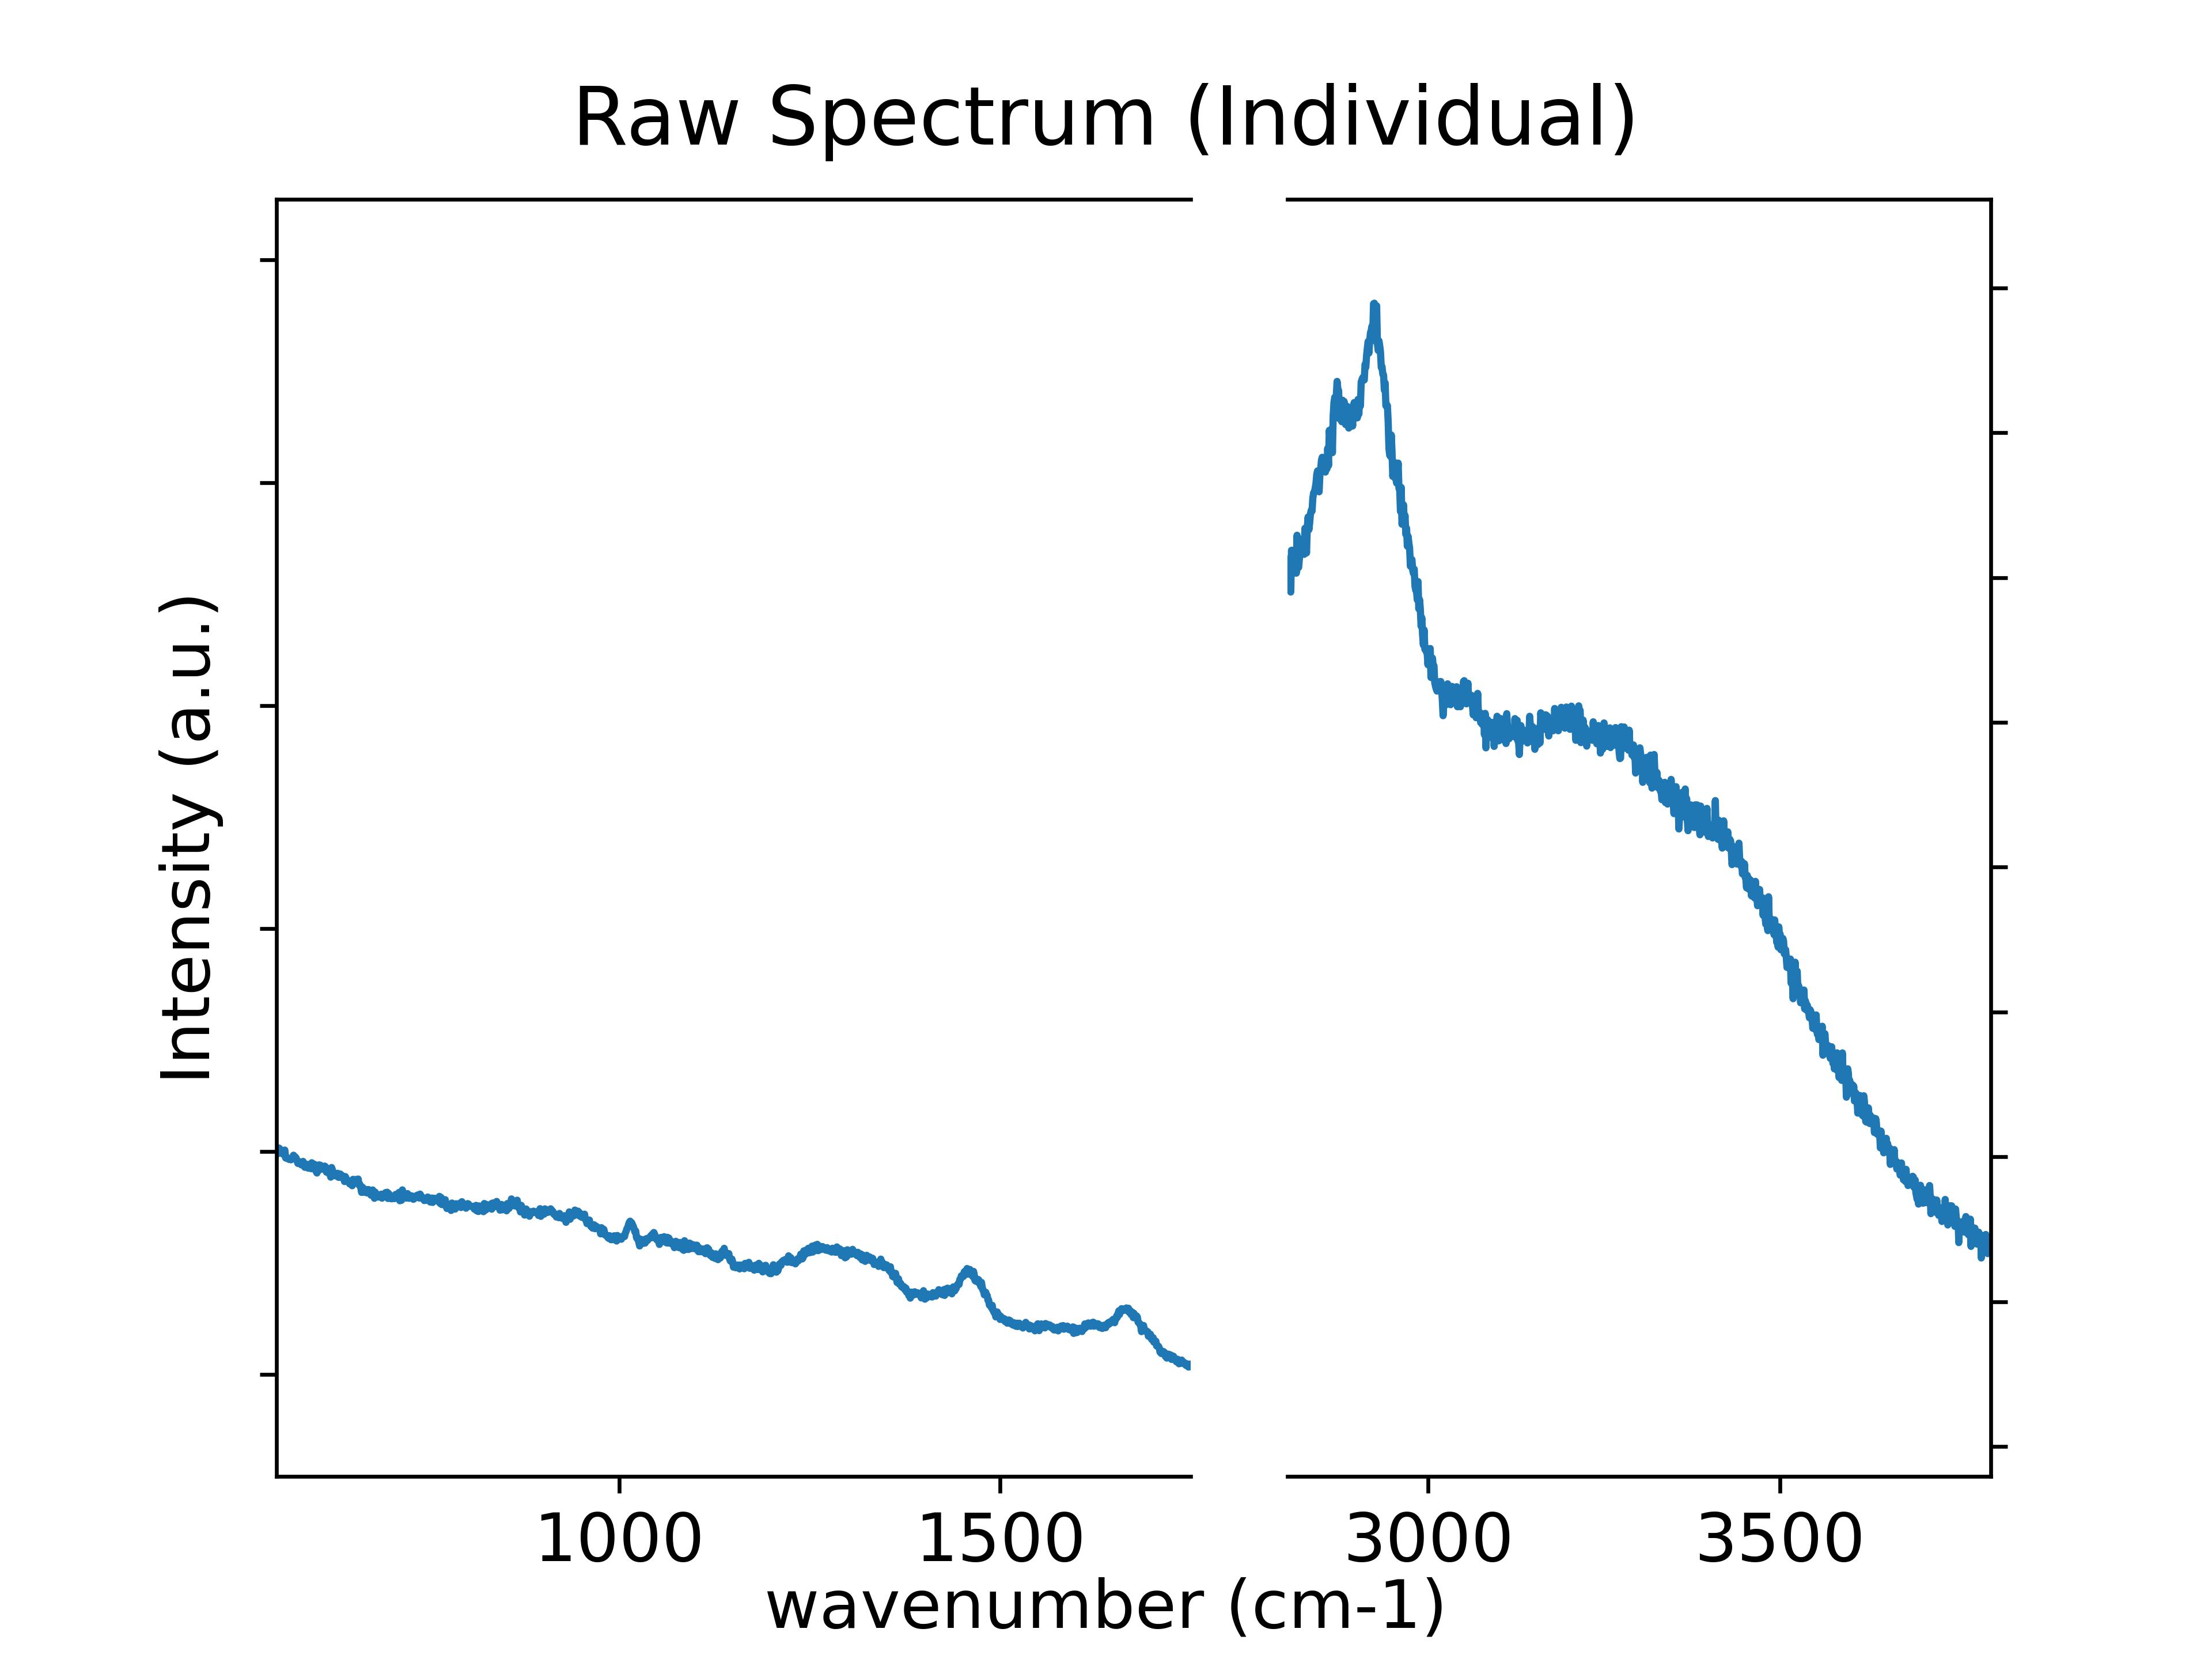 Raw Spectrum (Individual)
Intensity (a.u.)
1000 1500 3000 3500
wavenumber (cm-1)